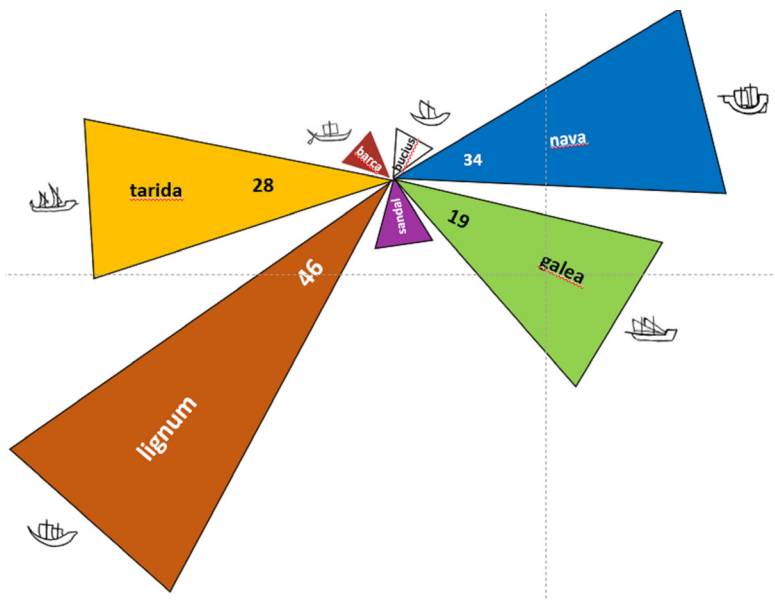 nava
34
bucius
barca
tarida
28
sandal
19
galea
46
lignum